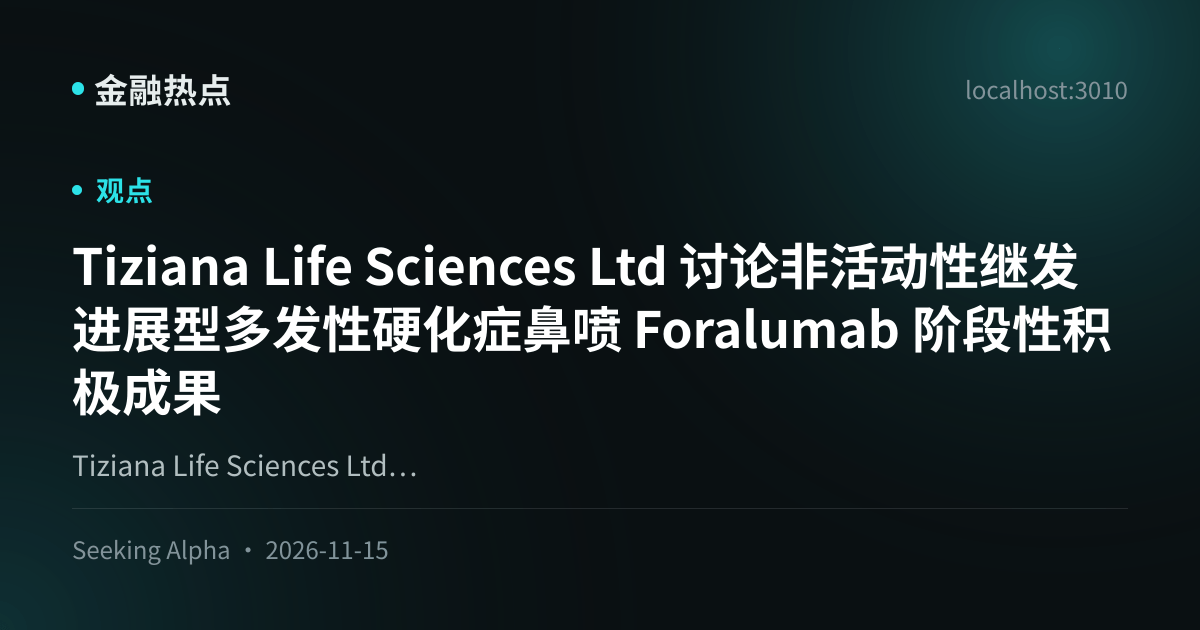 金融热点
localhost:3010
观点
Tiziana Life Sciences Ltd 讨论非活动性继发
进展型多发性硬化症鼻喷 Foralumab 阶段性积
极成果
Tiziana Life Sciences Ltd…
Seeking Alpha · 2026-11-15